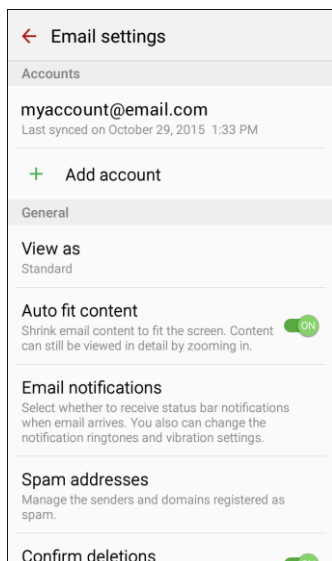 Email settings
Accounts
myaccount@email.com
Last synced on October 29, 2015  1:33 PM
+ Add account
General
View as
Standard
Auto fit content
Shrink email content to fit the screen. Content
can still be viewed in detail by zooming in.
ON
Email notifications
Select whether to receive status bar notifications
when email arrives. You also can change the
notification ringtones and vibration settings.
Spam addresses
Manage the senders and domains registered as
spam.
Confirm deletions